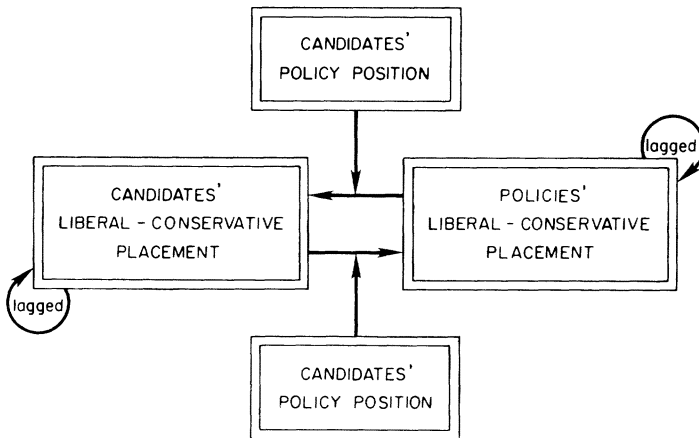 CANDIDATES'
POLICY POSITION
lagged
CANDIDATES'
LIBERAL - CONSERVATIVE
PLACEMENT
POLICIES'
LIBERAL - CONSERVATIVE
PLACEMENT
lagged
CANDIDATES'
POLICY POSITION